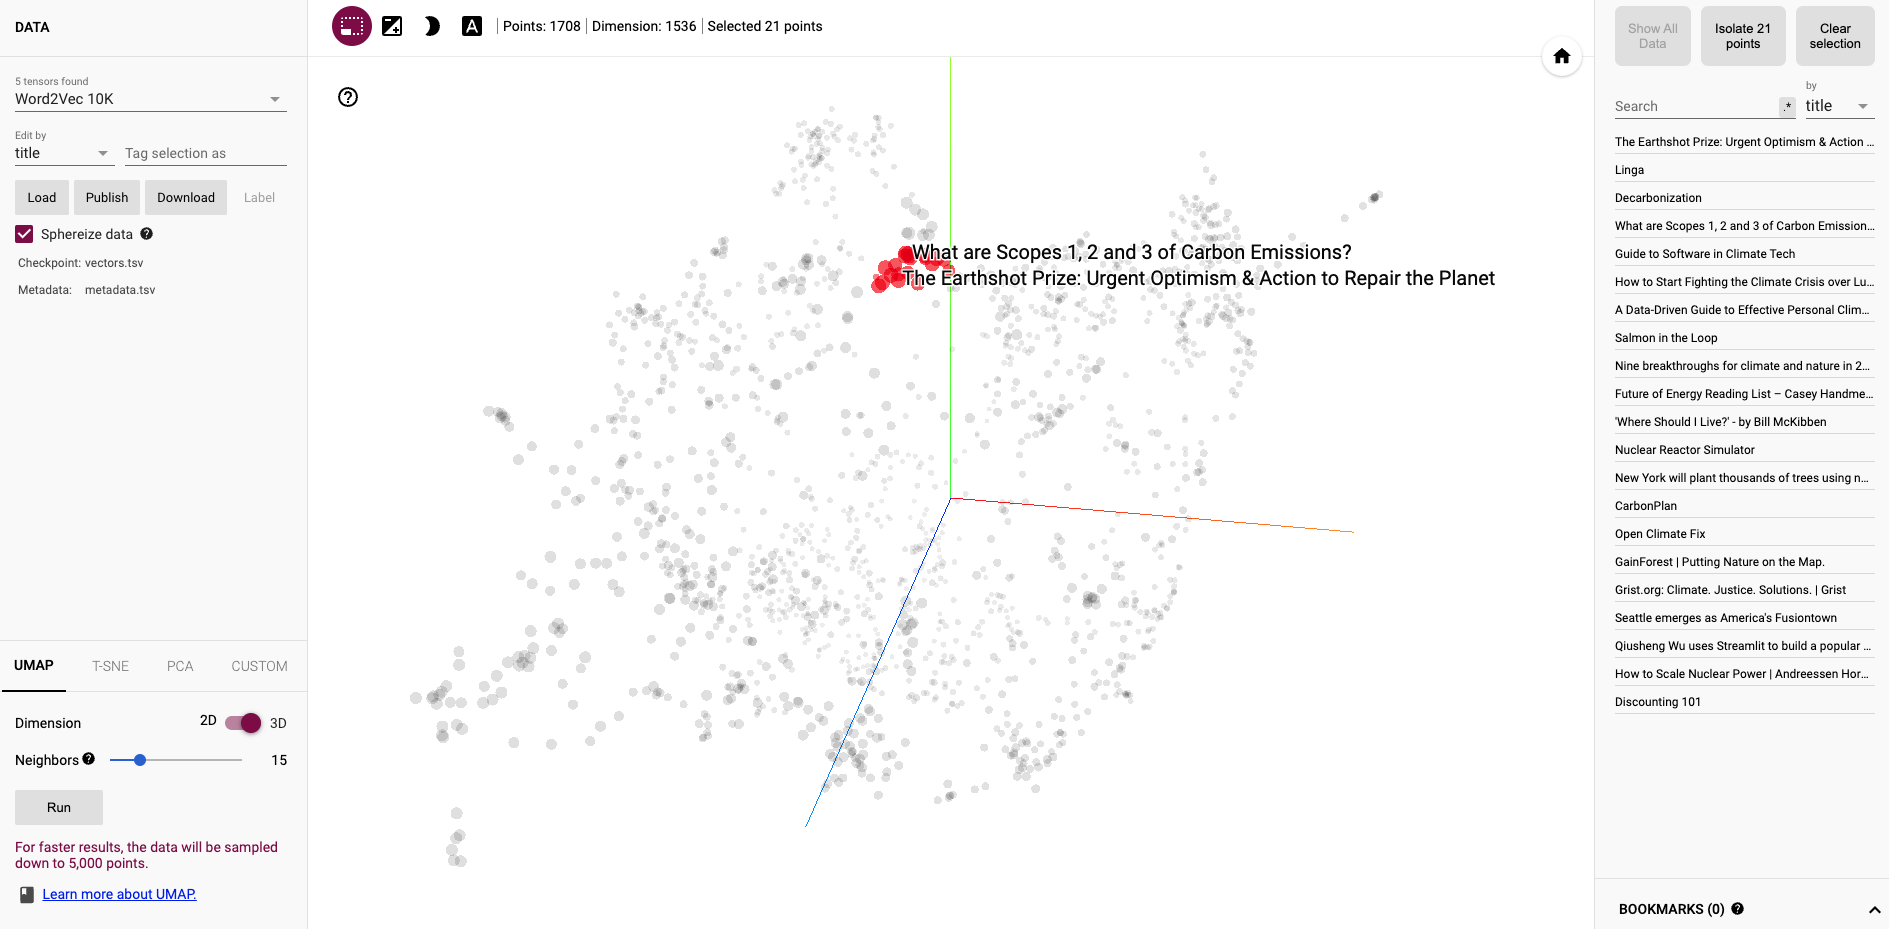 DATA
5 tensors found
Word2Vec 10K
Edit by
title
Tag selection as
Load
Publish
Download
Label
Sphereize data
Checkpoint: vectors.tsv
Metadata: metadata.tsv
UMAP
T-SNE
PCA
CUSTOM
Dimension
2D
3D
Neighbors
15
Run
For faster results, the data will be sampled
down to 5,000 points.
Learn more about UMAP.
A
Points: 1708 | Dimension: 1536 | Selected 21 points
What are Scopes 1, 2 and 3 of Carbon Emissions?
The Earthshot Prize: Urgent Optimism & Action to Repair the Planet
Show All
Data
Isolate 21
points
Clear
selection
Search
.*
by
title
The Earthshot Prize: Urgent Optimism & Action ...
Linga
Decarbonization
What are Scopes 1, 2 and 3 of Carbon Emission...
Guide to Software in Climate Tech
How to Start Fighting the Climate Crisis over Lu...
A Data-Driven Guide to Effective Personal Clim...
Salmon in the Loop
Nine breakthroughs for climate and nature in 2...
Future of Energy Reading List – Casey Handme...
'Where Should I Live?' - by Bill McKibben
Nuclear Reactor Simulator
New York will plant thousands of trees using n...
CarbonPlan
Open Climate Fix
GainForest | Putting Nature on the Map.
Grist.org: Climate. Justice. Solutions. | Grist
Seattle emerges as America's Fusiontown
Qiusheng Wu uses Streamlit to build a popular ...
How to Scale Nuclear Power | Andreessen Hor...
Discounting 101
BOOKMARKS (0)